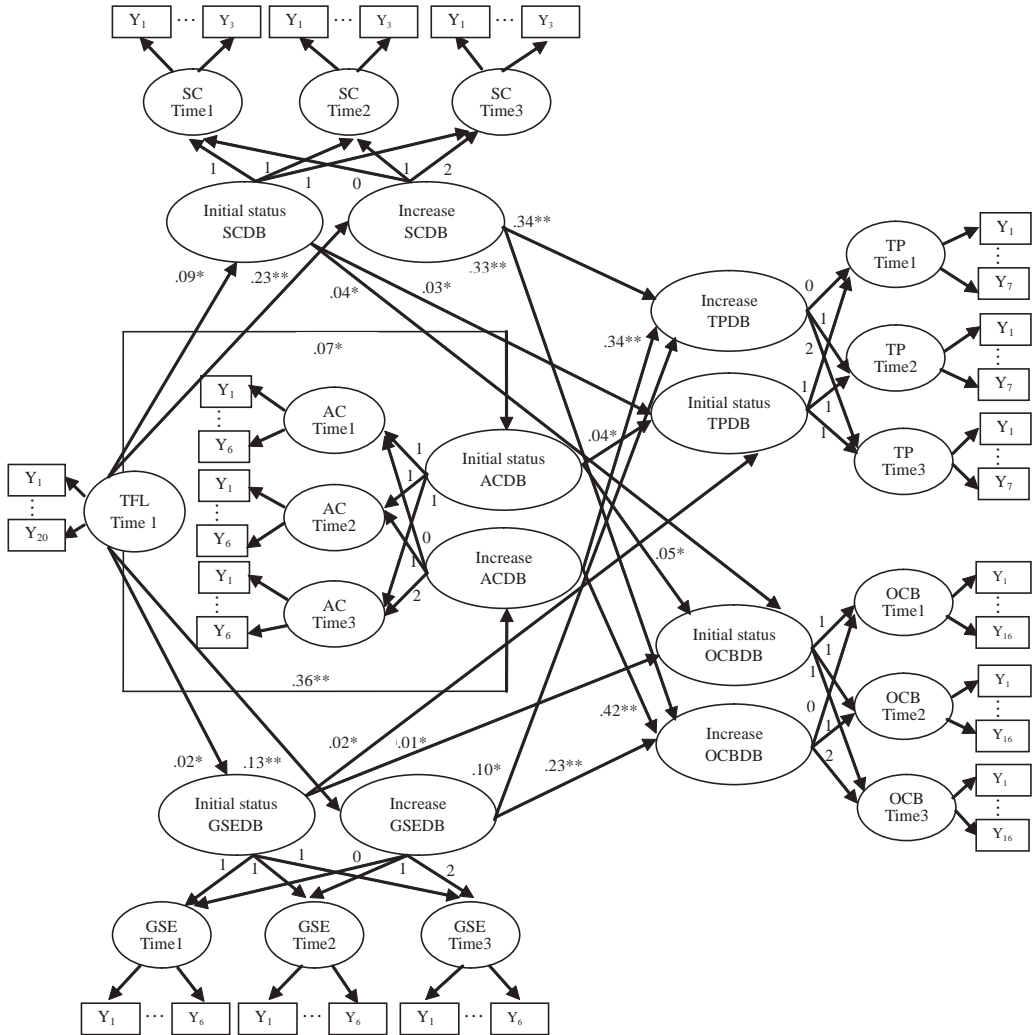 Y1 ... Y3 Y1 ... Y3 Y1 ... Y3
SC
Time1
SC
Time2
SC
Time3
1 1 1 0 1 2
Initial status
SCDB
Increase
SCDB
.09*
.23**
.04*
.03*
.33**
.34**
.07*
Y1
Y6
AC
Time1
Y1
Y6
AC
Time2
Y1
Y6
AC
Time3
1
1
1
0
1
2
Initial status
ACDB
Increase
ACDB
.34**
.04*
.05*
.42**
.36**
Y1
Y20
TFL
Time 1
Increase
TPDB
Initial status
TPDB
0
1
2
1
1
1
TP
Time1
Y1
Y7
TP
Time2
Y1
Y7
TP
Time3
Y1
Y7
Initial status
OCBDB
Increase
OCBDB
1
1
1
0
1
2
OCB
Time1
Y1
Y16
OCB
Time2
Y1
Y16
OCB
Time3
Y1
Y16
.02*
.13**
.02*
.01*
.10*
.23**
Initial status
GSEDB
Increase
GSEDB
1 1 1 0 1 2
GSE
Time1
GSE
Time2
GSE
Time3
Y1 ... Y6 Y1 ... Y6 Y1 ... Y6